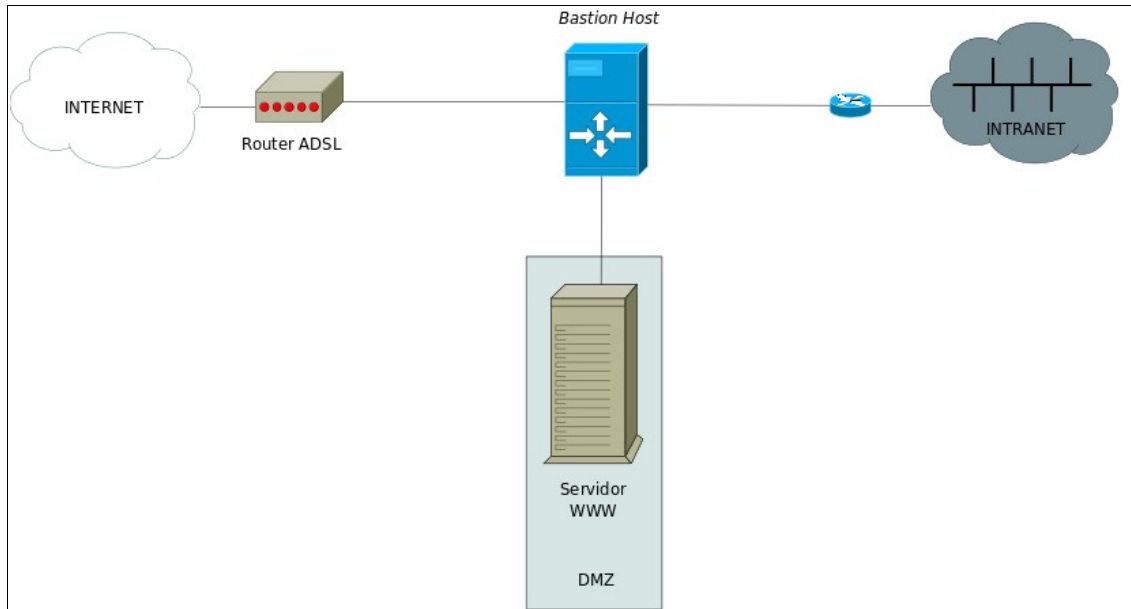 Bastion Host
INTERNET
Router ADSL
INTRANET
Servidor
WWW
DMZ